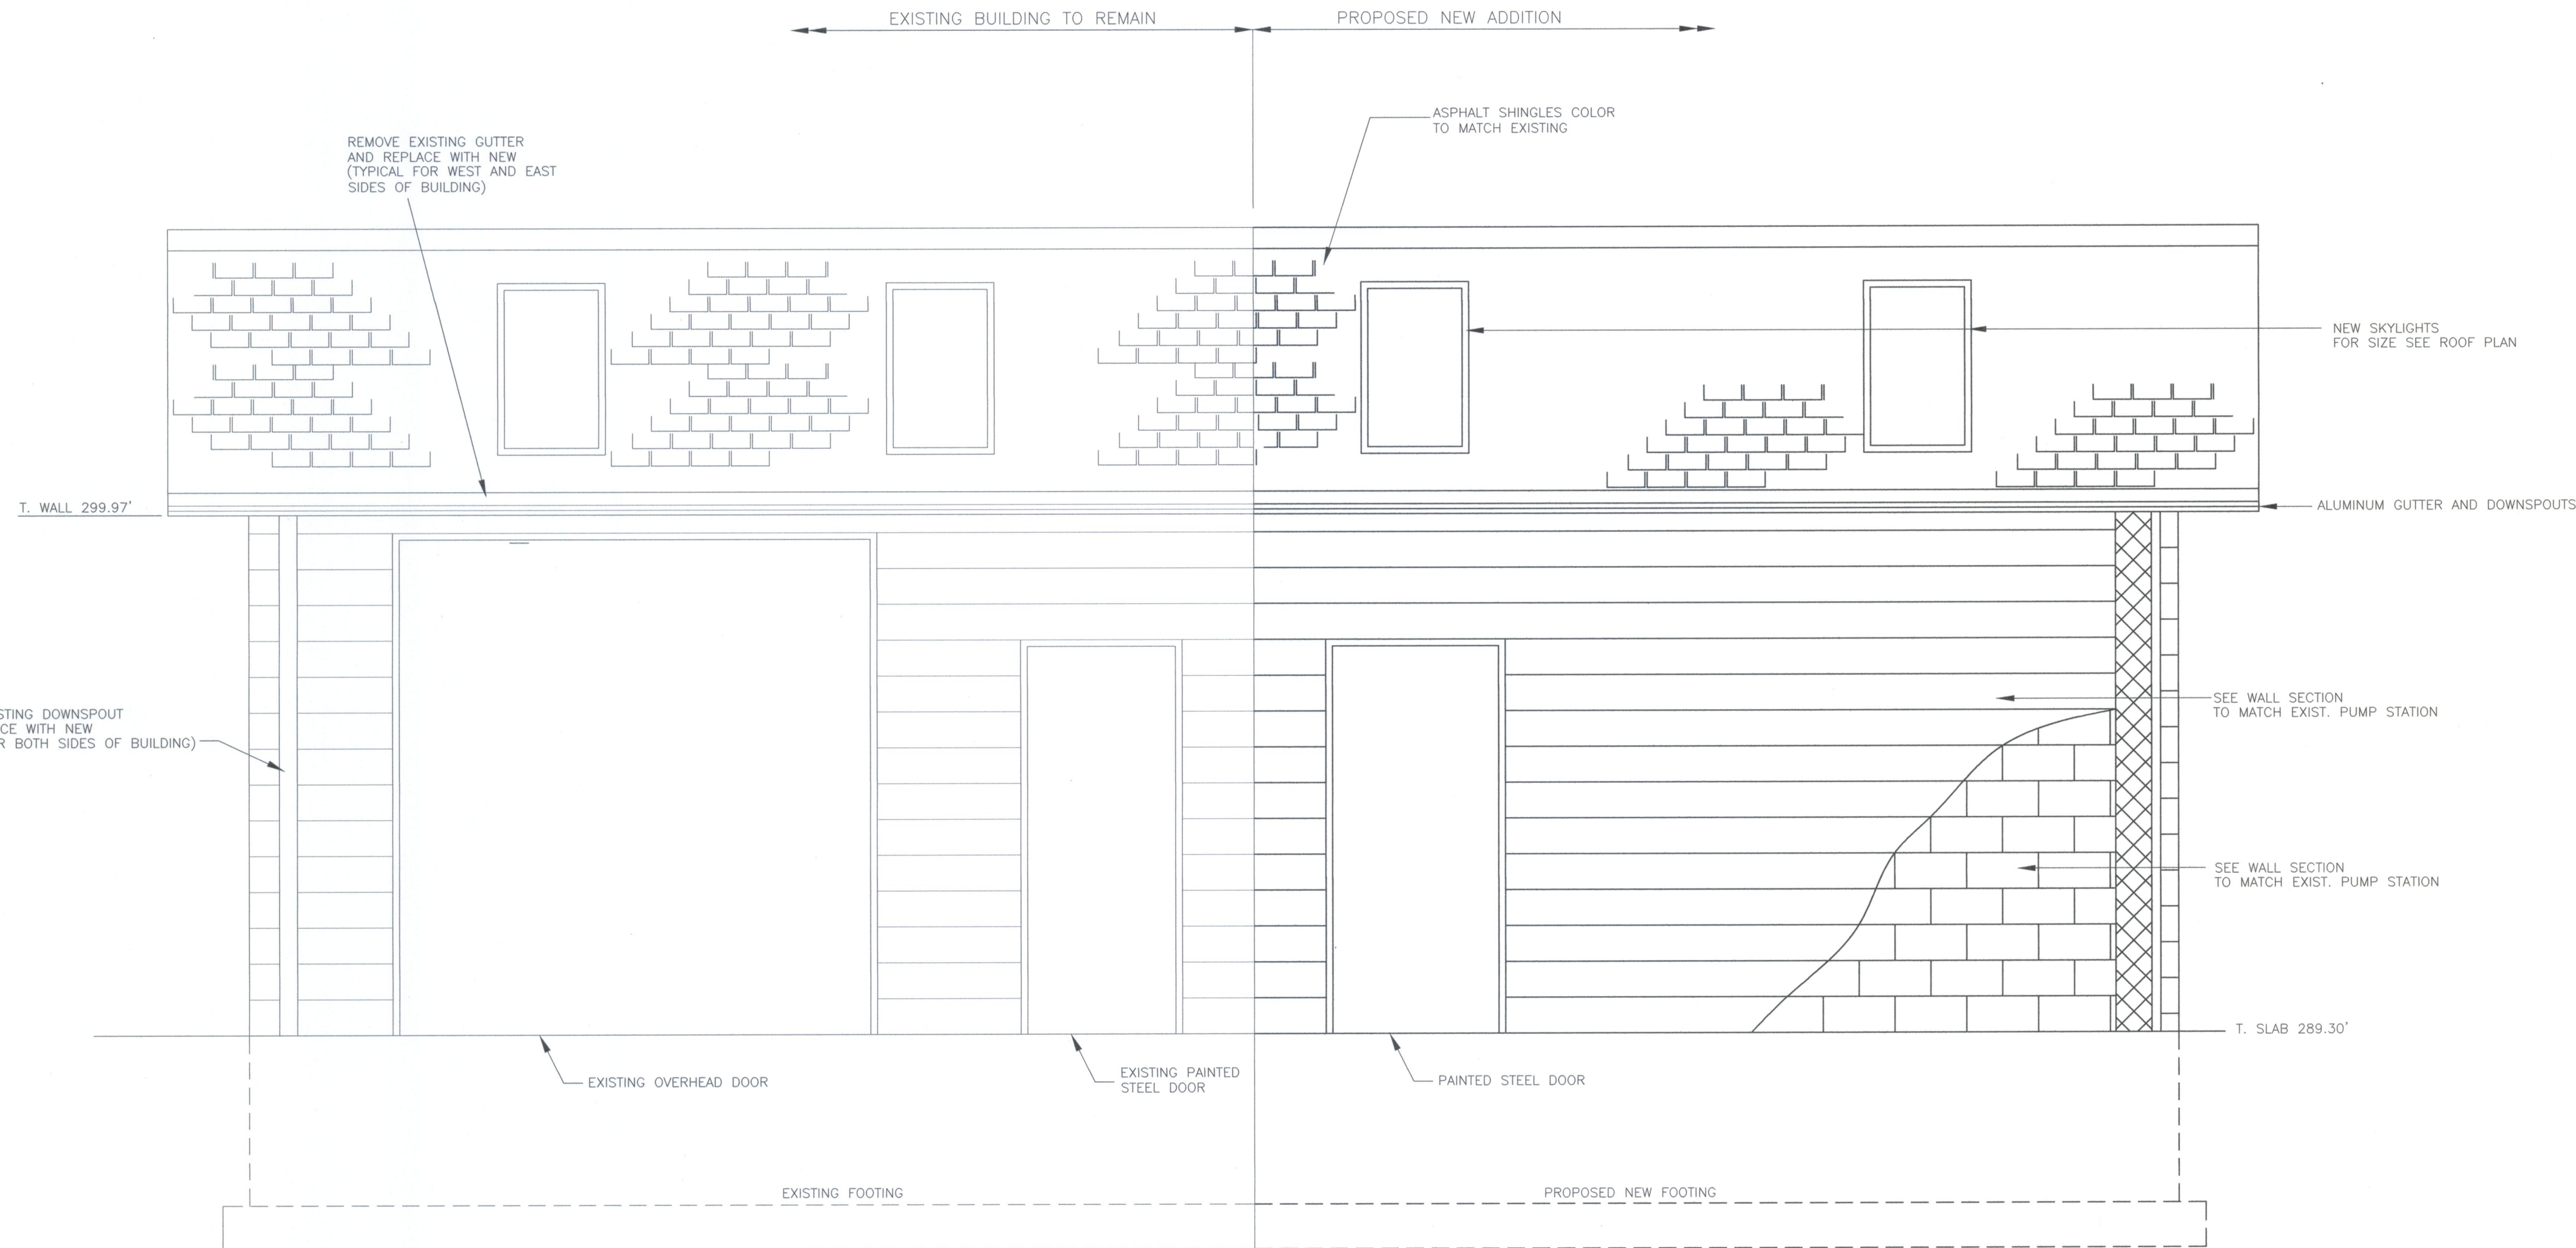 EXISTING BUILDING TO REMAIN
PROPOSED NEW ADDITION
ASPHALT SHINGLES COLOR
TO MATCH EXISTING
REMOVE EXISTING GUTTER
AND REPLACE WITH NEW
(TYPICAL FOR WEST AND EAST
SIDES OF BUILDING)
NEW SKYLIGHTS
FOR SIZE SEE ROOF PLAN
T. WALL 299.97'
ALUMINUM GUTTER AND DOWNSPOUTS
STING DOWNSPOUT
CE WITH NEW
R BOTH SIDES OF BUILDING)
SEE WALL SECTION
TO MATCH EXIST. PUMP STATION
SEE WALL SECTION
TO MATCH EXIST. PUMP STATION
T. SLAB 289.30'
EXISTING OVERHEAD DOOR
EXISTING PAINTED
STEEL DOOR
PAINTED STEEL DOOR
EXISTING FOOTING
PROPOSED NEW FOOTING